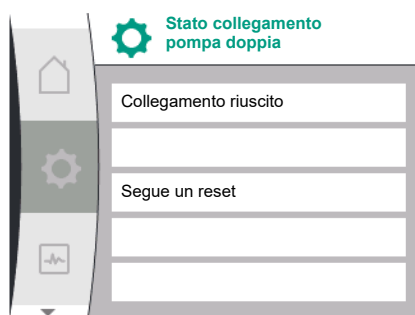 Stato collegamento
pompa doppia
Collegamento riuscito
Segue un reset